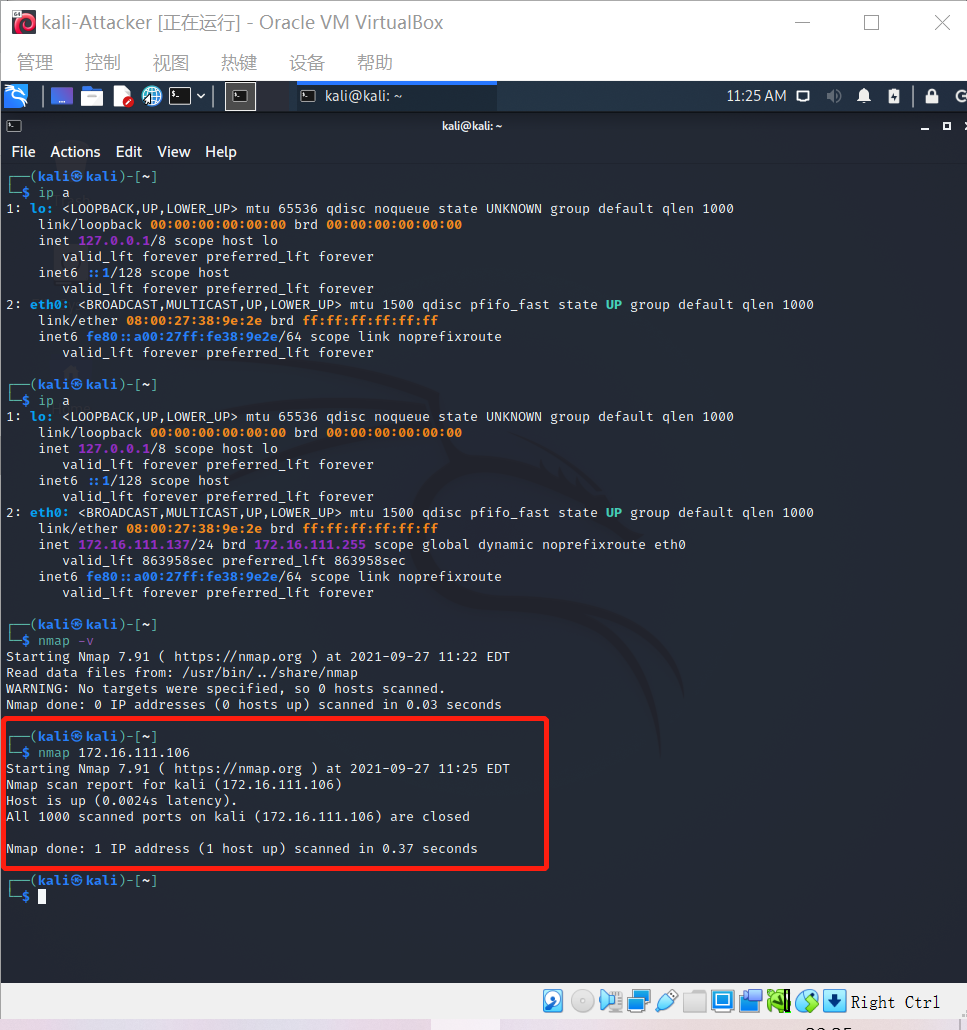 kali-Attacker [正在运行] - Oracle VM VirtualBox
管理 控制 视图 热键 设备 帮助
kali@kali: ~ 11:25 AM
kali@kali: ~
File Actions Edit View Help
┌──(kali㉿kali)-[~]
└─$ ip a
1: lo: <LOOPBACK,UP,LOWER_UP> mtu 65536 qdisc noqueue state UNKNOWN group default qlen 1000
link/loopback 00:00:00:00:00:00 brd 00:00:00:00:00:00
inet 127.0.0.1/8 scope host lo
valid_lft forever preferred_lft forever
inet6 ::1/128 scope host
valid_lft forever preferred_lft forever
2: eth0: <BROADCAST,MULTICAST,UP,LOWER_UP> mtu 1500 qdisc pfifo_fast state UP group default qlen 1000
link/ether 08:00:27:38:9e:2e brd ff:ff:ff:ff:ff:ff
inet6 fe80::a00:27ff:fe38:9e2e/64 scope link noprefixroute
valid_lft forever preferred_lft forever
┌──(kali㉿kali)-[~]
└─$ ip a
1: lo: <LOOPBACK,UP,LOWER_UP> mtu 65536 qdisc noqueue state UNKNOWN group default qlen 1000
link/loopback 00:00:00:00:00:00 brd 00:00:00:00:00:00
inet 127.0.0.1/8 scope host lo
valid_lft forever preferred_lft forever
inet6 ::1/128 scope host
valid_lft forever preferred_lft forever
2: eth0: <BROADCAST,MULTICAST,UP,LOWER_UP> mtu 1500 qdisc pfifo_fast state UP group default qlen 1000
link/ether 08:00:27:38:9e:2e brd ff:ff:ff:ff:ff:ff
inet 172.16.111.137/24 brd 172.16.111.255 scope global dynamic noprefixroute eth0
valid_lft 863958sec preferred_lft 863958sec
inet6 fe80::a00:27ff:fe38:9e2e/64 scope link noprefixroute
valid_lft forever preferred_lft forever
┌──(kali㉿kali)-[~]
└─$ nmap -v
Starting Nmap 7.91 ( https://nmap.org ) at 2021-09-27 11:22 EDT
Read data files from: /usr/bin/../share/nmap
WARNING: No targets were specified, so 0 hosts scanned.
Nmap done: 0 IP addresses (0 hosts up) scanned in 0.03 seconds
┌──(kali㉿kali)-[~]
└─$ nmap 172.16.111.106
Starting Nmap 7.91 ( https://nmap.org ) at 2021-09-27 11:25 EDT
Nmap scan report for kali (172.16.111.106)
Host is up (0.0024s latency).
All 1000 scanned ports on kali (172.16.111.106) are closed
Nmap done: 1 IP address (1 host up) scanned in 0.37 seconds
┌──(kali㉿kali)-[~]
└─$
Right Ctrl